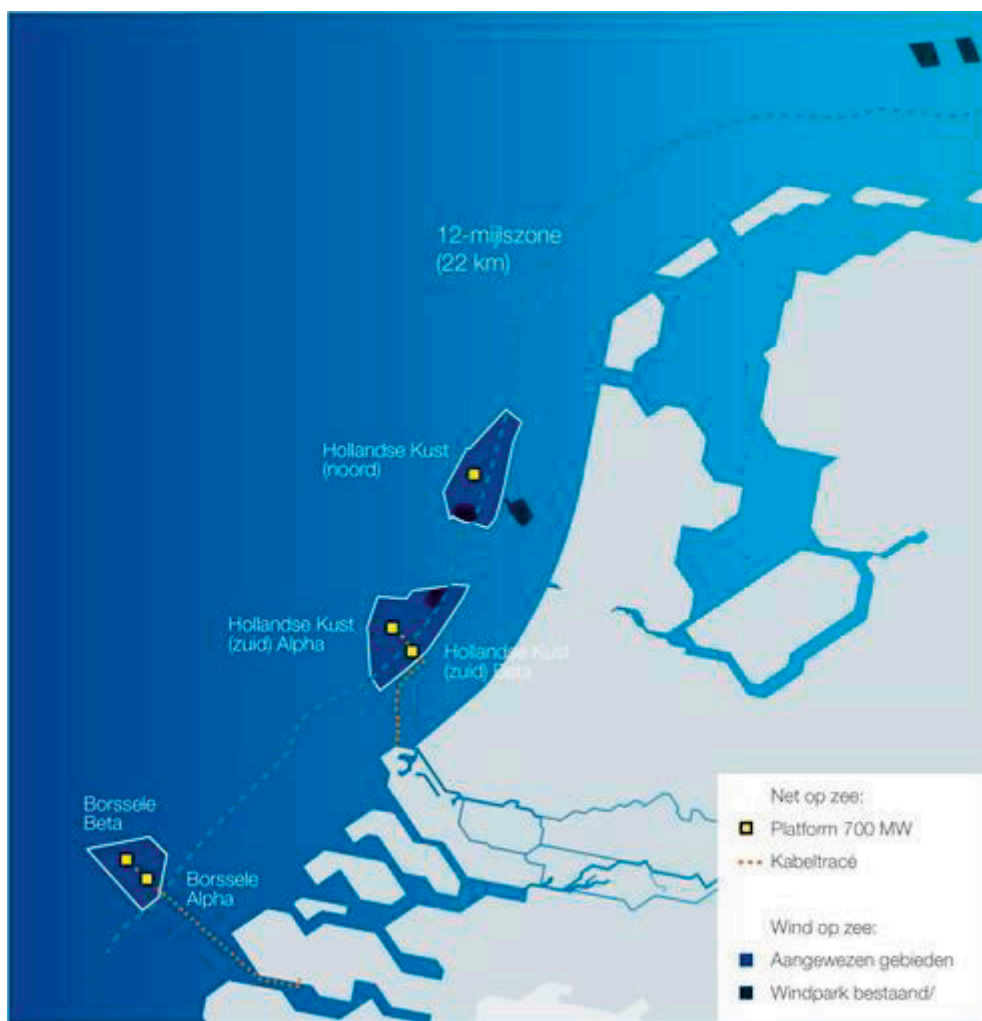 12-mijlszone
(22 km)
Hollandse Kust
(noord)
Hollandse Kust
(zuid) Alpha
Hollandse Kust
(zuid) Beta
Borssele
Beta
Borssele
Alpha
Net op zee:
Platform 700 MW
Kabeltracé
Wind op zee:
Aangewezen gebieden
Windpark bestaand/